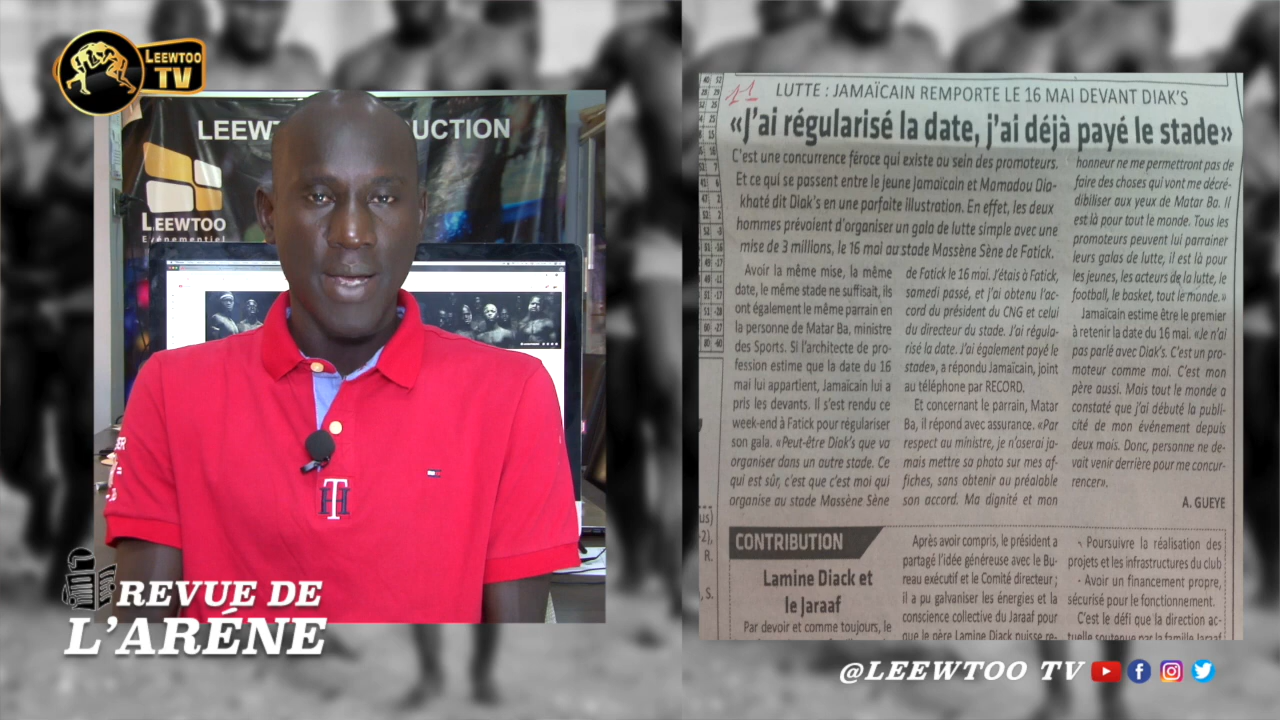 LEEWTOO
TV
LEEWT
UCTION
LEEWTOO
Evénementiel
TH
REVUE DE
L'ARÉNE
11
LUTTE : JAMAÏCAIN REMPORTE LE 16 MAI DEVANT DIAK'S
«J'ai régularisé la date, j'ai déjà payé le stade»
C'est une concurrence féroce qui existe au sein des promoteurs.
Et ce qui se passent entre le jeune Jamaïcain et Mamadou Dia-
khaté dit Diak's en une parfaite illustration. En effet, les deux
hommes prévoient d'organiser un gala de lutte simple avec une
mise de 3 millions, le 16 mai au stade Massène Sène de Fatick.
Avoir la même mise, la même
date, le même stade ne suffisait, ils
ont également le même parrain en
la personne de Matar Ba, ministre
des Sports. Si l'architecte de pro-
fession estime que la date du 16
mai lui appartient, Jamaïcain lui a
pris les devants. Il s'est rendu ce
week-end à Fatick pour régulariser
son gala. «Peut-être Diak's que va
organiser dans un autre stade. Ce
qui est sûr, c'est que c'est moi qui
organise au stade Massène Sène
de Fatick le 16 mai. J'étais à Fatick,
samedi passé, et j'ai obtenu l'ac-
cord du président du CNG et celui
du directeur du stade. J'ai régula-
risé la date. J'ai également payé le
stade», a répondu Jamaïcain, joint
au téléphone par RECORD.
Et concernant le parrain, Matar
Ba, il répond avec assurance. «Par
respect au ministre, je n'oserai ja-
mais mettre sa photo sur mes af-
fiches, sans obtenir au préalable
son accord. Ma dignité et mon
honneur ne me permettront pas de
faire des choses qui vont me décré-
dibiliser aux yeux de Matar Ba. Il
est là pour tout le monde. Tous les
promoteurs peuvent lui parrainer
leurs galas de lutte, il est là pour
les jeunes, les acteurs de la lutte, le
football, le basket, tout le monde.»
Jamaïcain estime être le premier
à retenir la date du 16 mai. «Je n'ai
pas parlé avec Diak's. C'est un pro-
moteur comme moi. C'est mon
père aussi. Mais tout le monde a
constaté que j'ai débuté la publi-
cité de mon événement depuis
deux mois. Donc, personne ne de-
vait venir derrière pour me concur-
rencer».
A. GUEYE
CONTRIBUTION
Lamine Diack et
le Jaraaf
Par devoir et comme toujours, le
Après avoir compris, le président a
partagé l'idée généreuse avec le Bu-
reau exécutif et le Comité directeur ;
il a pu galvaniser les énergies et la
conscience collective du Jaraaf pour
que le père Lamine Diack puisse re-
- Poursuivre la réalisation des
projets et les infrastructures du club
- Avoir un financement propre,
sécurisé pour le fonctionnement.
C'est le défi que la direction ac-
tuelle soutenue par la famille Jaraaf
@LEEWTOO TV